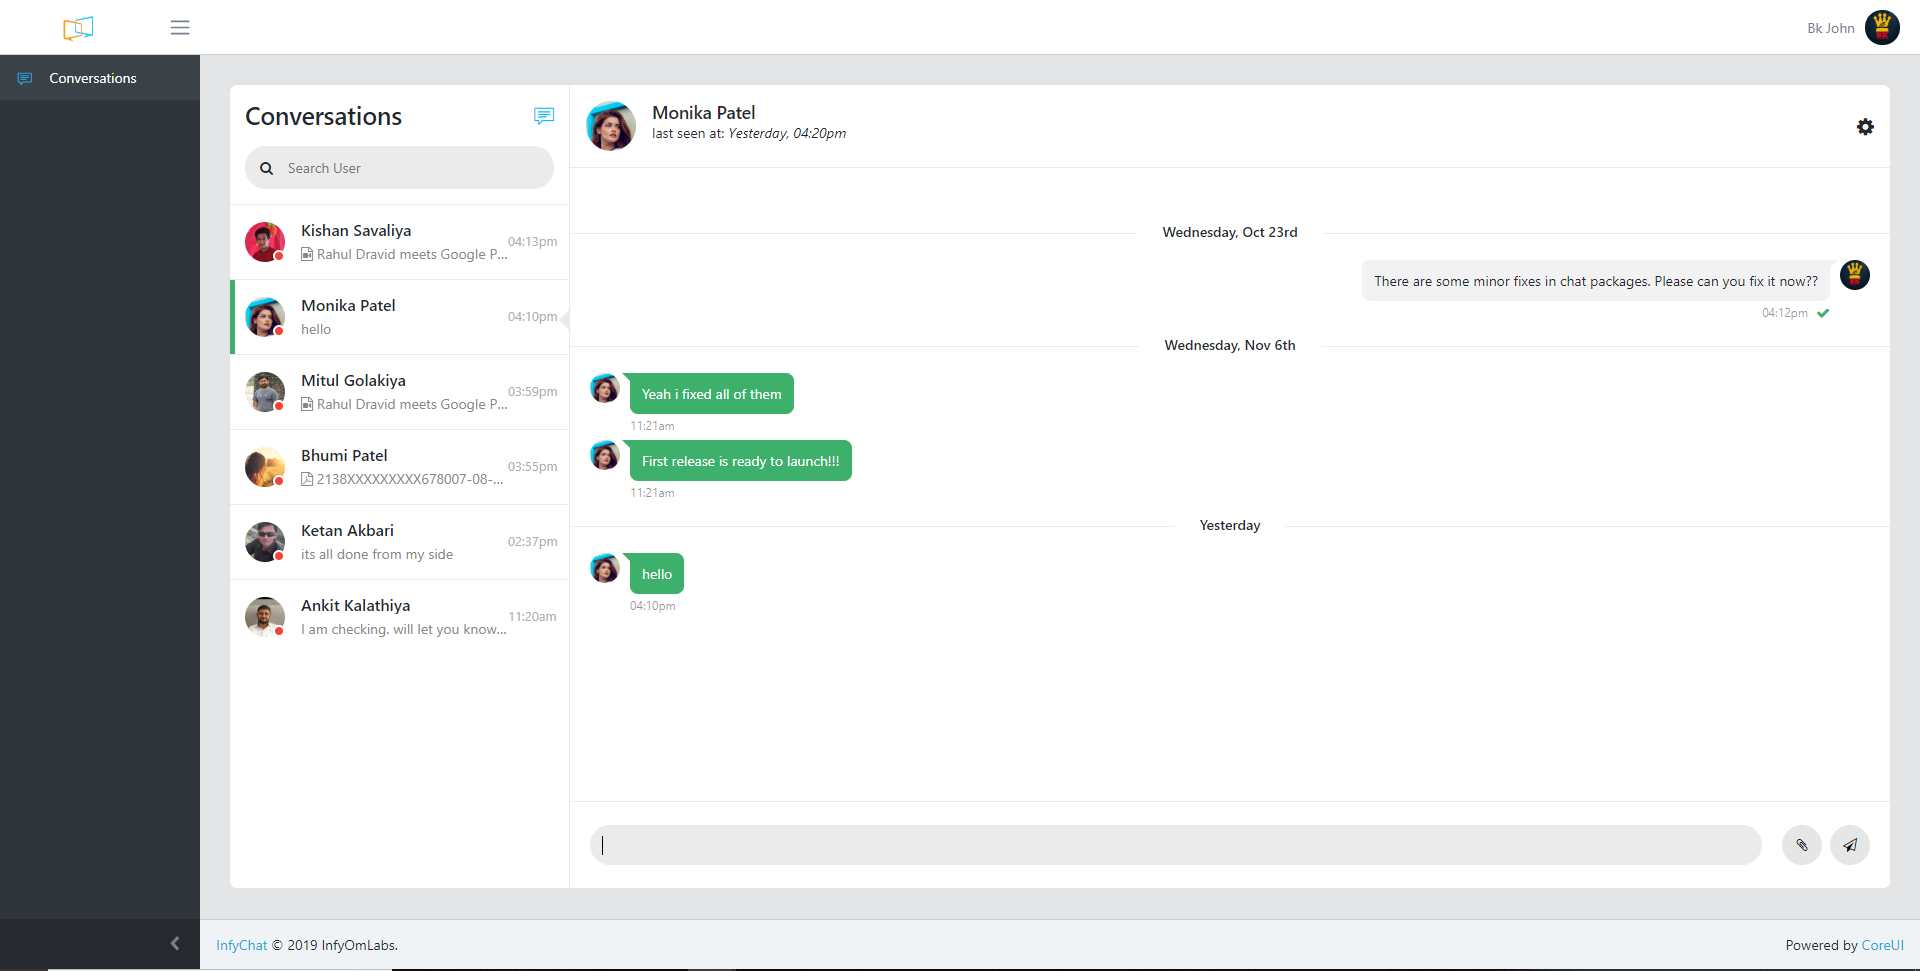 Bk John
Conversations
Conversations
Search User
Kishan Savaliya
04:13pm
Rahul Dravid meets Google P...
Monika Patel
04:10pm
hello
Mitul Golakiya
03:59pm
Rahul Dravid meets Google P...
Bhumi Patel
03:55pm
2138XXXXXXXXX678007-08-...
Ketan Akbari
02:37pm
its all done from my side
Ankit Kalathiya
11:20am
I am checking. will let you know...
Monika Patel
last seen at: Yesterday, 04:20pm
Wednesday, Oct 23rd
There are some minor fixes in chat packages. Please can you fix it now??
04:12pm
Wednesday, Nov 6th
Yeah i fixed all of them
11:21am
First release is ready to launch!!!
11:21am
Yesterday
hello
04:10pm
InfyChat © 2019 InfyOmLabs.
Powered by CoreUI